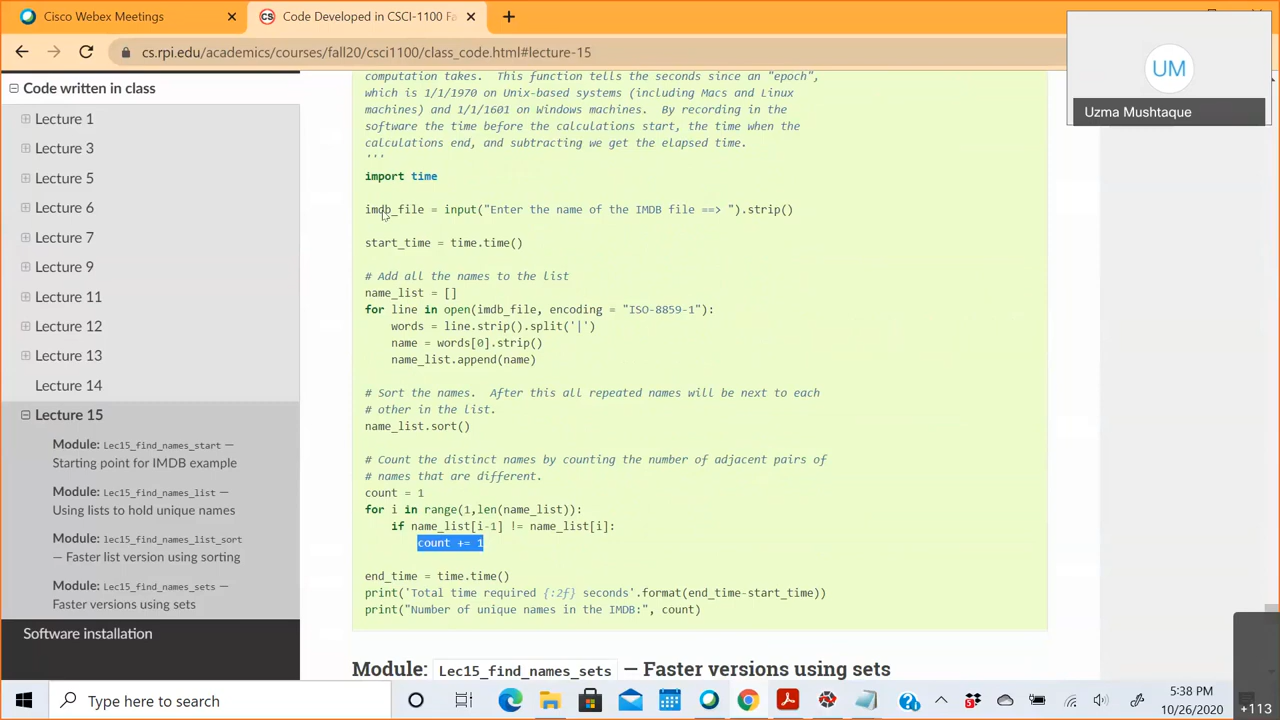 Cisco Webex Meetings
Code Developed in CSCI-1100 Fa
cs.rpi.edu/academics/courses/fall20/csci1100/class_code.html#lecture-15
UM
Uzma Mushtaque
Code written in class
Lecture 1
Lecture 3
Lecture 5
Lecture 6
Lecture 7
Lecture 9
Lecture 11
Lecture 12
Lecture 13
Lecture 14
Lecture 15
Module: Lec15_find_names_start —
Starting point for IMDB example
Module: Lec15_find_names_list —
Using lists to hold unique names
Module: Lec15_find_names_list_sort
— Faster list version using sorting
Module: Lec15_find_names_sets —
Faster versions using sets
Software installation
computation takes.  This function tells the seconds since an "epoch",
which is 1/1/1970 on Unix-based systems (including Macs and Linux
machines) and 1/1/1601 on Windows machines.  By recording in the
software the time before the calculations start, the time when the
calculations end, and subtracting we get the elapsed time.
'''
import time
imdb_file = input("Enter the name of the IMDB file ==> ").strip()
start_time = time.time()
# Add all the names to the list
name_list = []
for line in open(imdb_file, encoding = "ISO-8859-1"):
words = line.strip().split('|')
name = words[0].strip()
name_list.append(name)
# Sort the names.  After this all repeated names will be next to each
# other in the list.
name_list.sort()
# Count the distinct names by counting the number of adjacent pairs of
# names that are different.
count = 1
for i in range(1,len(name_list)):
if name_list[i-1] != name_list[i]:
count += 1
end_time = time.time()
print('Total time required {:2f} seconds'.format(end_time-start_time))
print("Number of unique names in the IMDB:", count)
Module: Lec15_find_names_sets — Faster versions using sets
Type here to search
5:38 PM
10/26/2020
+113